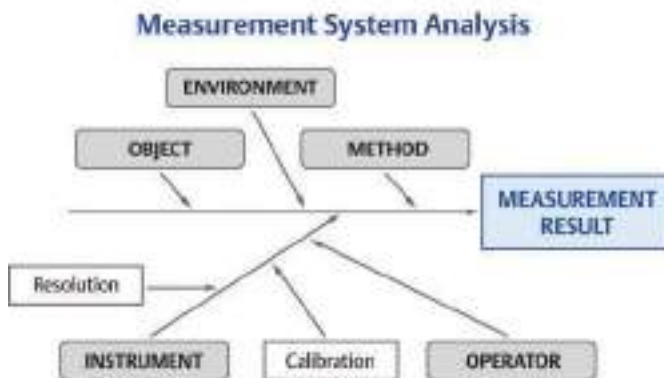 Measurement System Analysis
ENVIRONMENT
OBJECT
METHOD
MEASUREMENT
RESULT
Resolution
INSTRUMENT
Calibration
OPERATOR